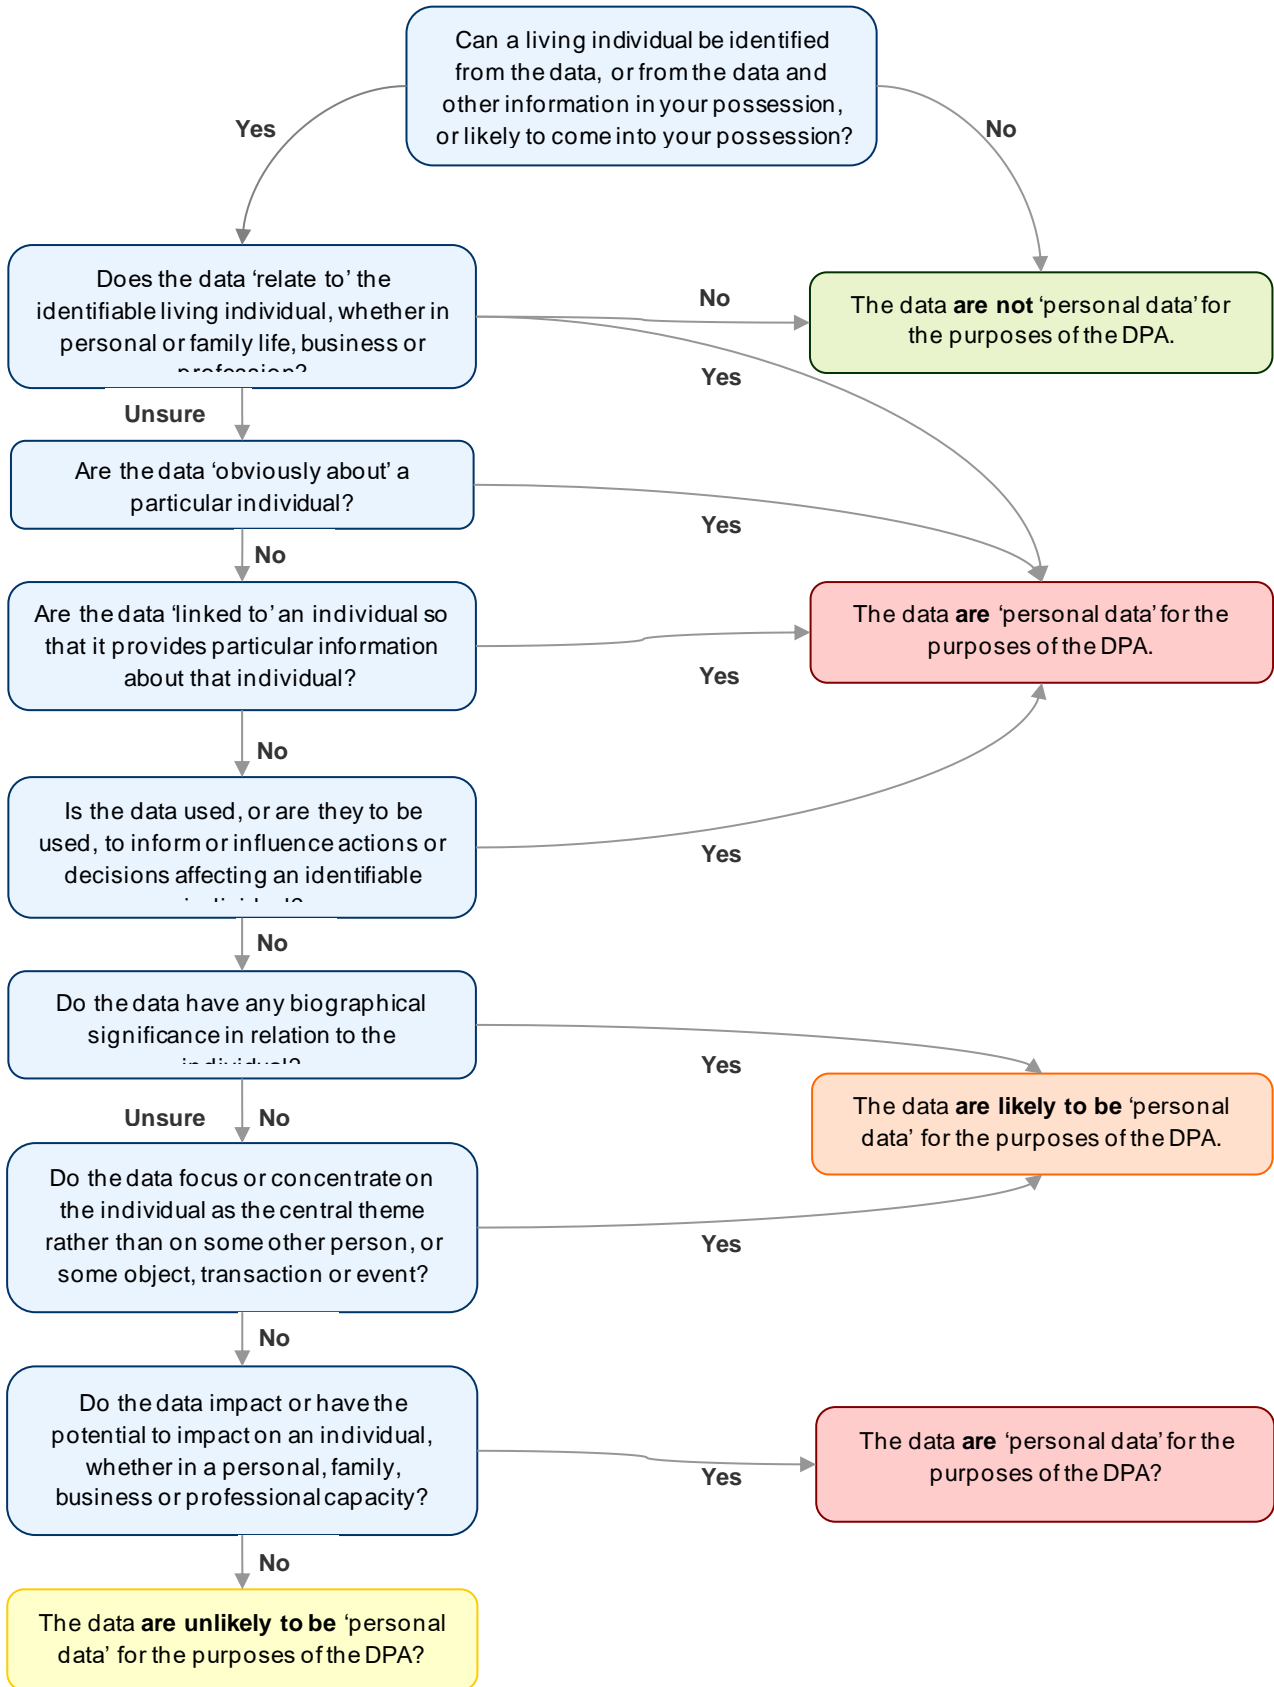 Can a living individual be identified
from the data, or from the data and
other information in your possession,
or likely to come into your possession?
Yes
No
Does the data ‘relate to’ the
identifiable living individual, whether in
personal or family life, business or
profession?
No
The data are not ‘personal data’ for
the purposes of the DPA.
Yes
Unsure
Are the data ‘obviously about’ a
particular individual?
Yes
No
Are the data ‘linked to’ an individual so
that it provides particular information
about that individual?
The data are ‘personal data’ for the
purposes of the DPA.
Yes
No
Is the data used, or are they to be
used, to inform or influence actions or
decisions affecting an identifiable
individual?
Yes
No
Do the data have any biographical
significance in relation to the
individual?
Yes
The data are likely to be ‘personal
data’ for the purposes of the DPA.
Unsure No
Do the data focus or concentrate on
the individual as the central theme
rather than on some other person, or
some object, transaction or event?
Yes
No
Do the data impact or have the
potential to impact on an individual,
whether in a personal, family,
business or professional capacity?
Yes
The data are ‘personal data’ for the
purposes of the DPA?
No
The data are unlikely to be ‘personal
data’ for the purposes of the DPA?